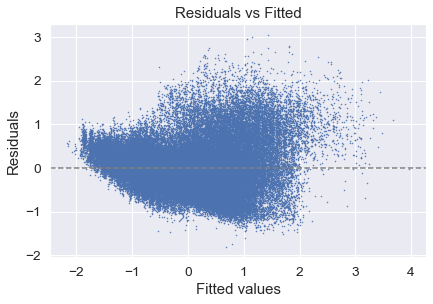 Residuals vs Fitted
3
2
1
0
−1
−2
Residuals
−2 −1 0 1 2 3 4
Fitted values